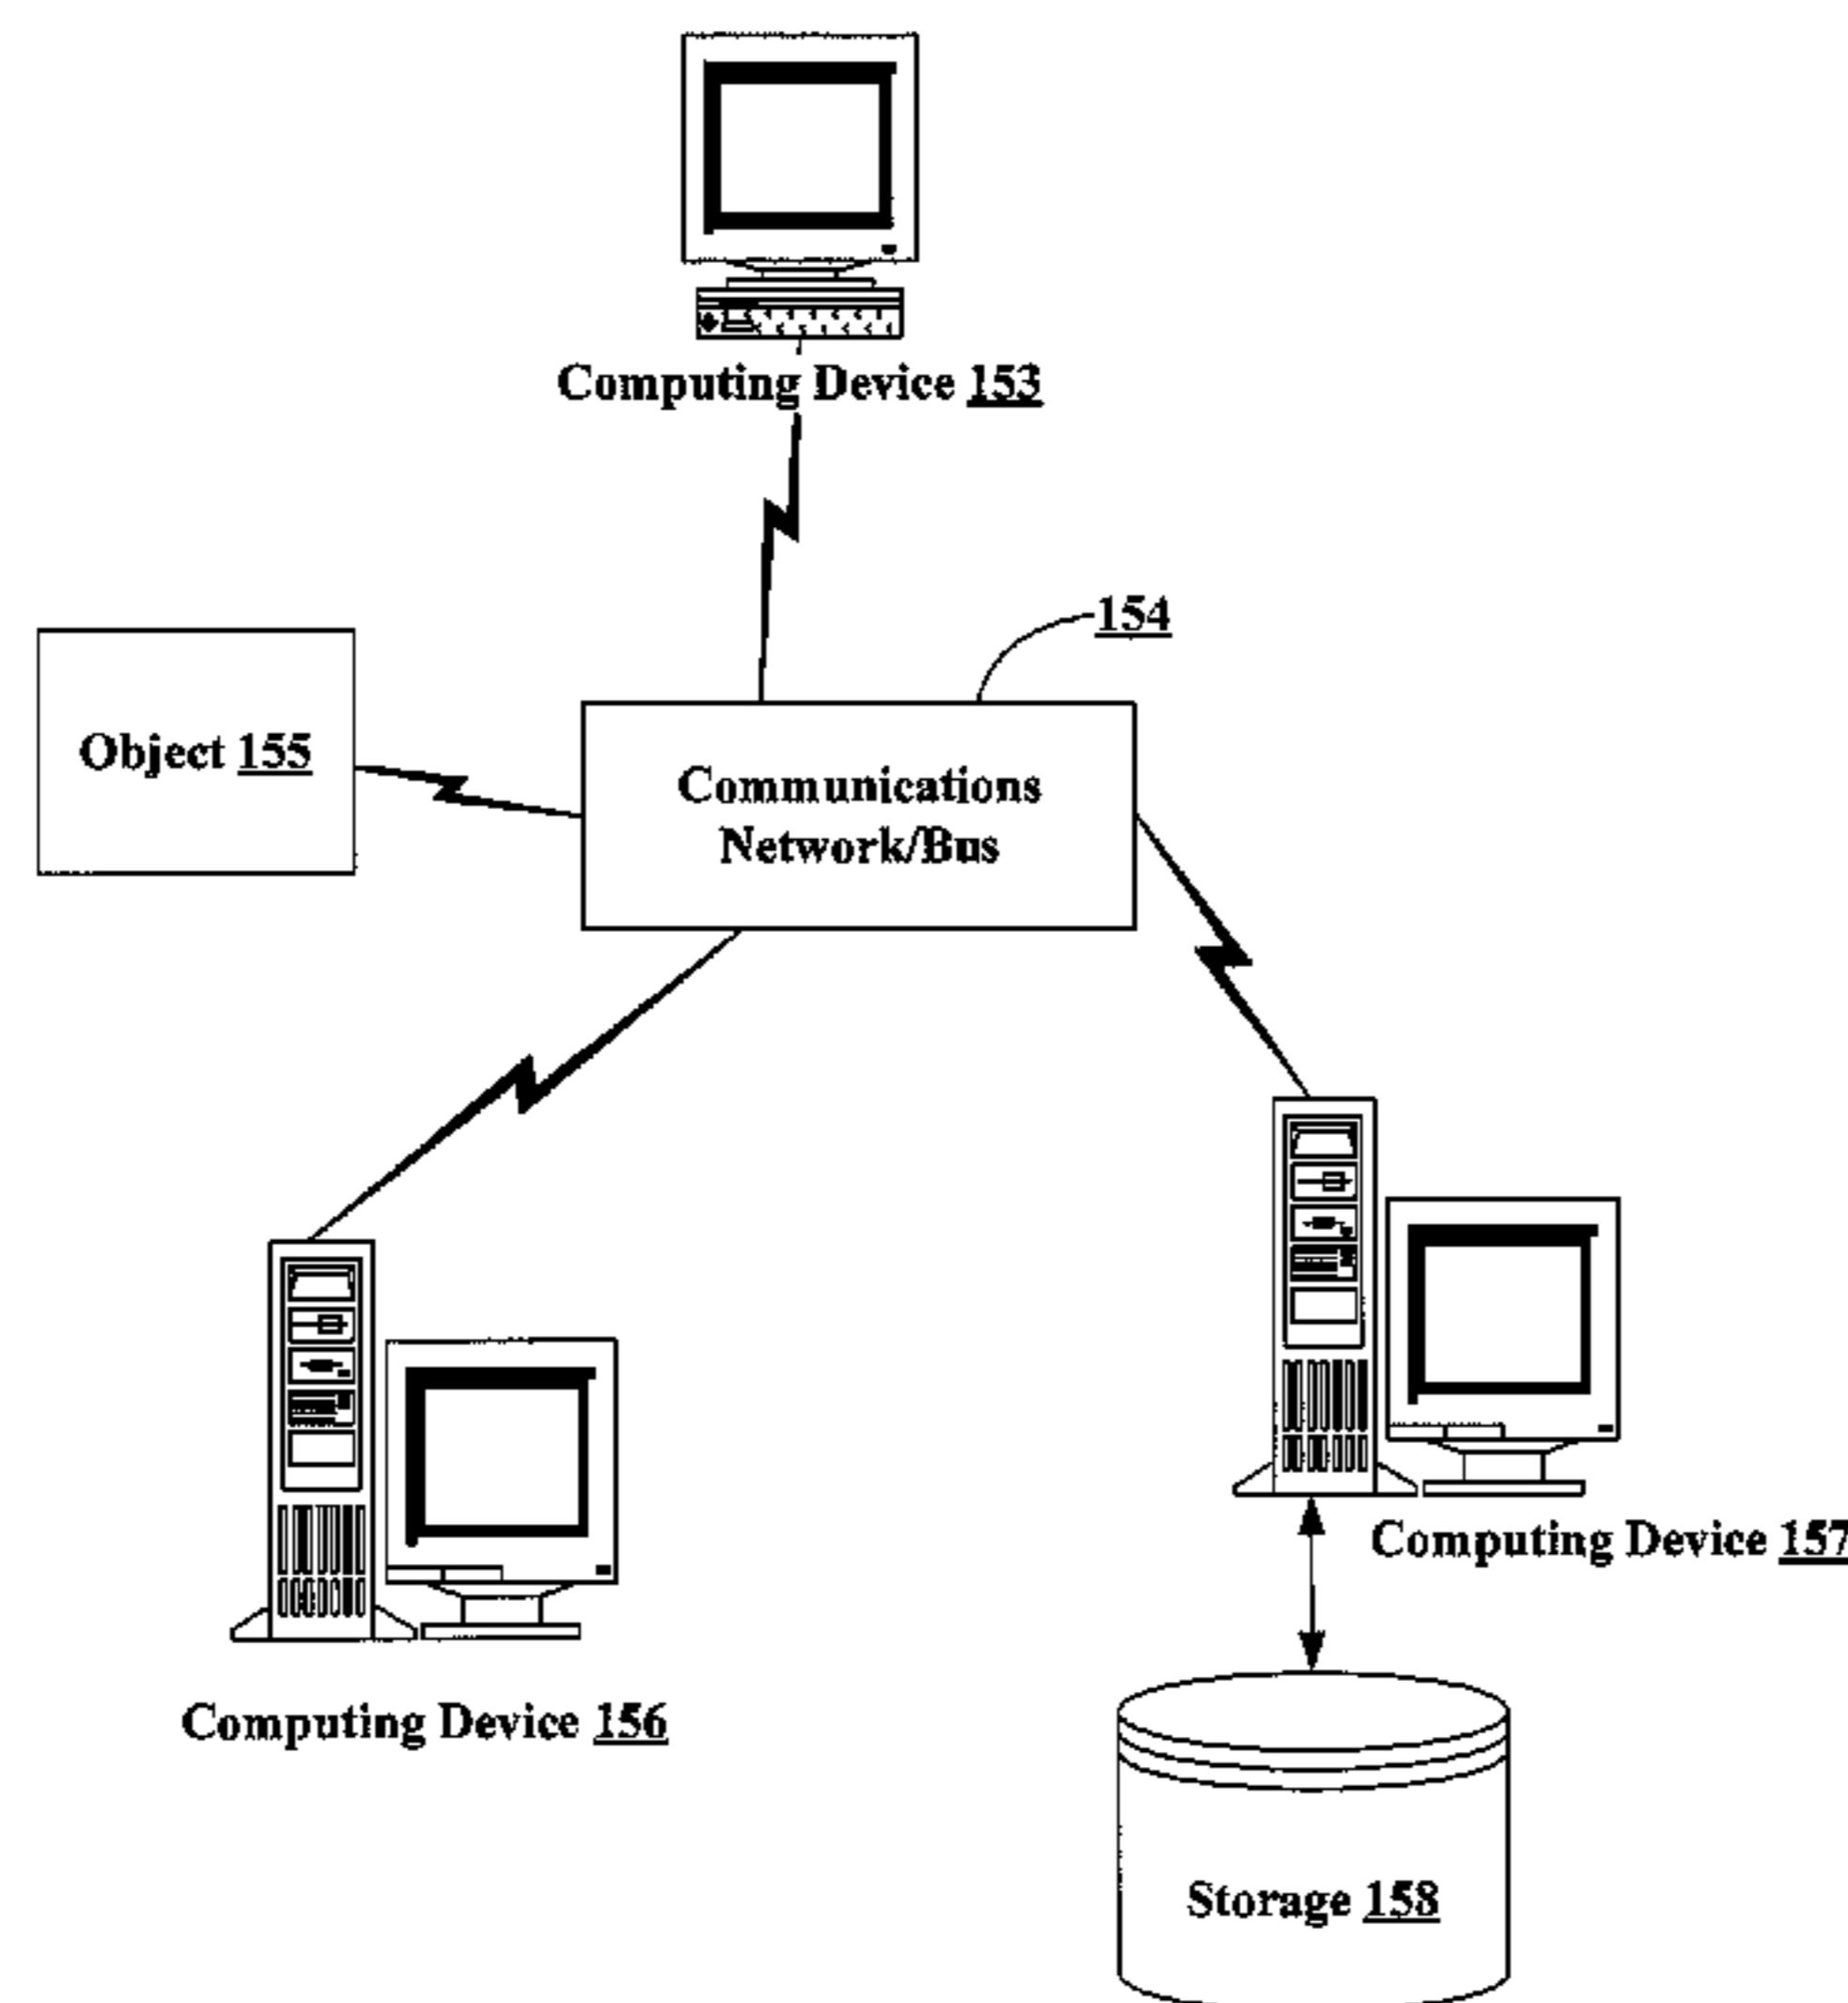 Computing Device 153
154
Object 155
Communications
Network/Bus
Computing Device 157
Computing Device 156
Storage 158